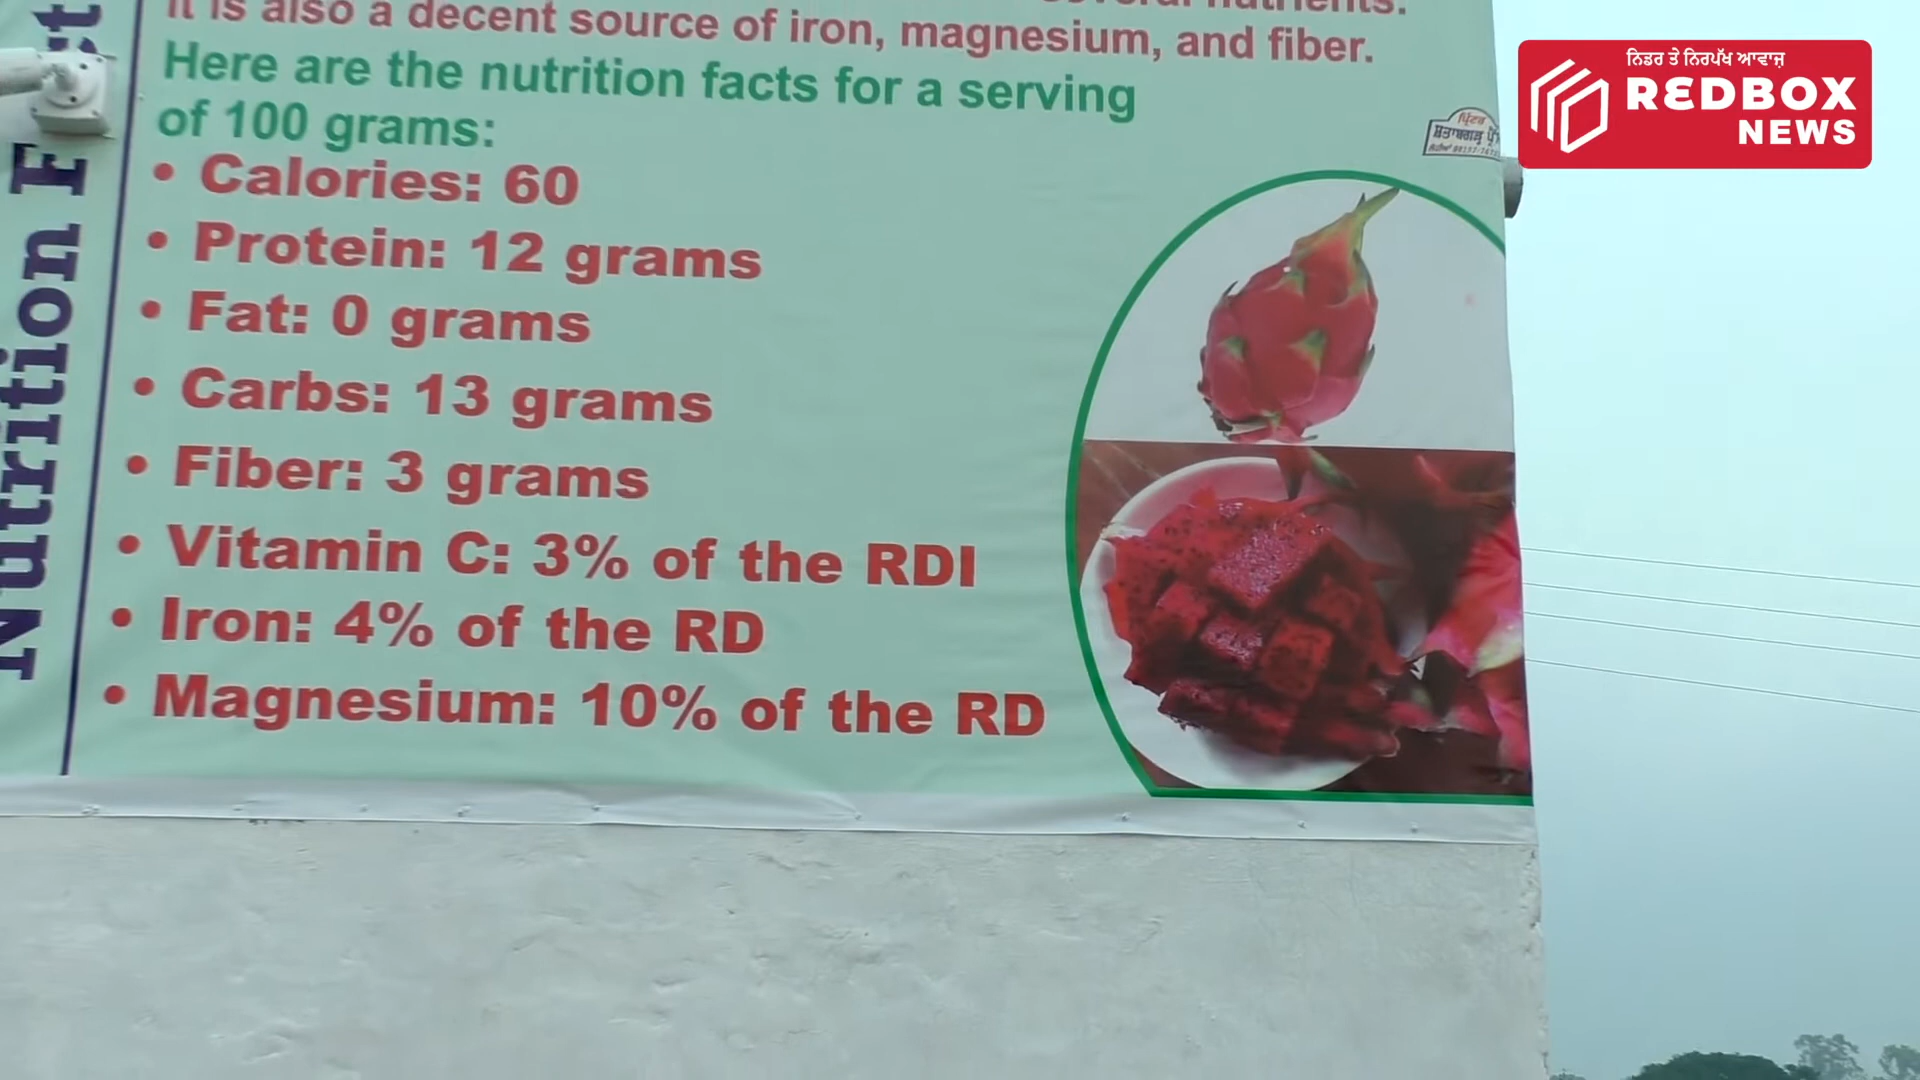 It is also a decent source of iron, magnesium, and fiber.
Here are the nutrition facts for a serving
of 100 grams:
• Calories: 60
• Protein: 12 grams
• Fat: 0 grams
• Carbs: 13 grams
• Fiber: 3 grams
• Vitamin C: 3% of the RDI
• Iron: 4% of the RD
• Magnesium: 10% of the RD
Nutrition
ਨਿਡਰ ਤੇ ਨਿਰਪੱਖ ਆਵਾਜ਼
REDBOX
NEWS
ਪ੍ਰਿੰਟਰ